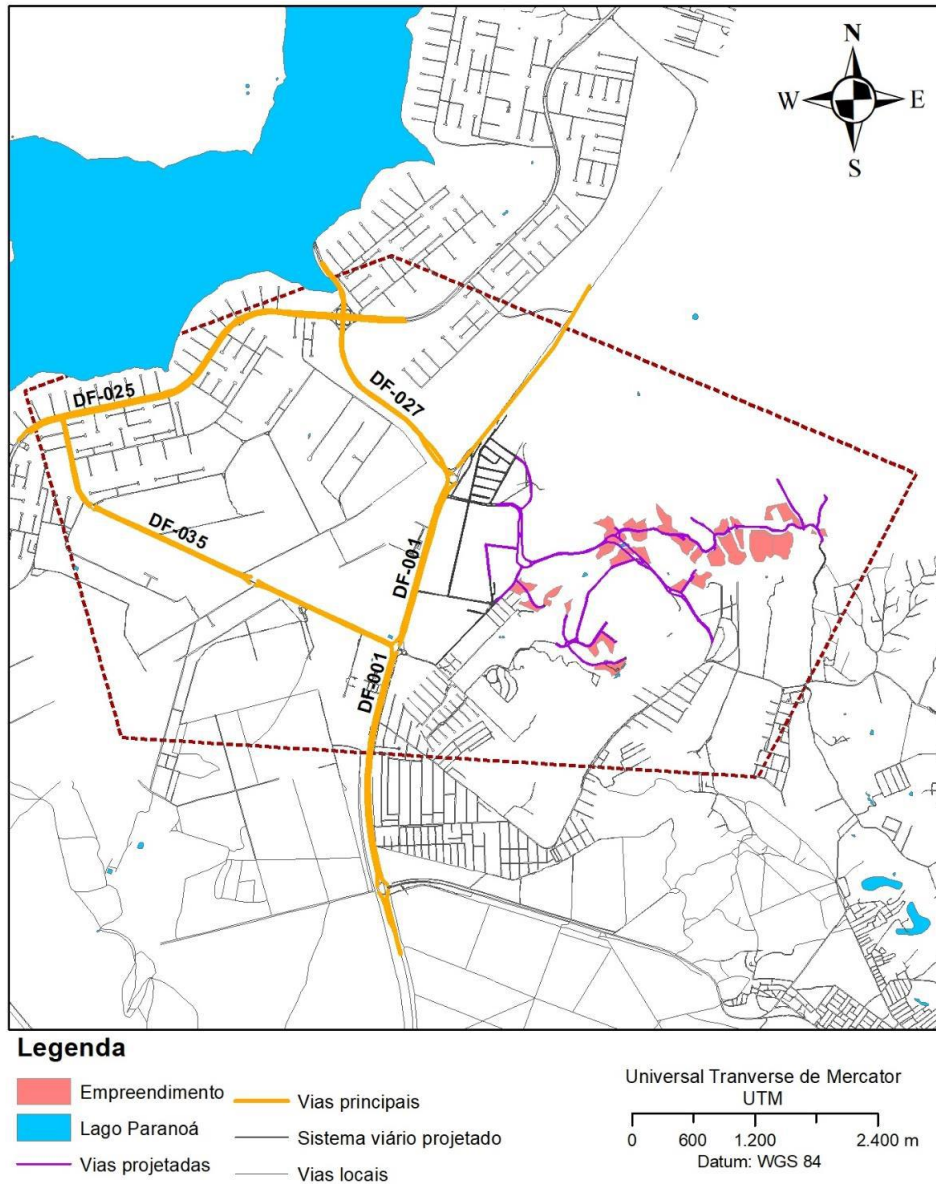 N
W E
S
DF-025
DF-027
DF-035
DF-001
DF-001
Legenda
Empreendimento
Lago Paranoá
Vias projetadas
Vias principais
Sistema viário projetado
Vias locais
Universal Tranverse de Mercator
UTM
0 600 1.200 2.400 m
Datum: WGS 84